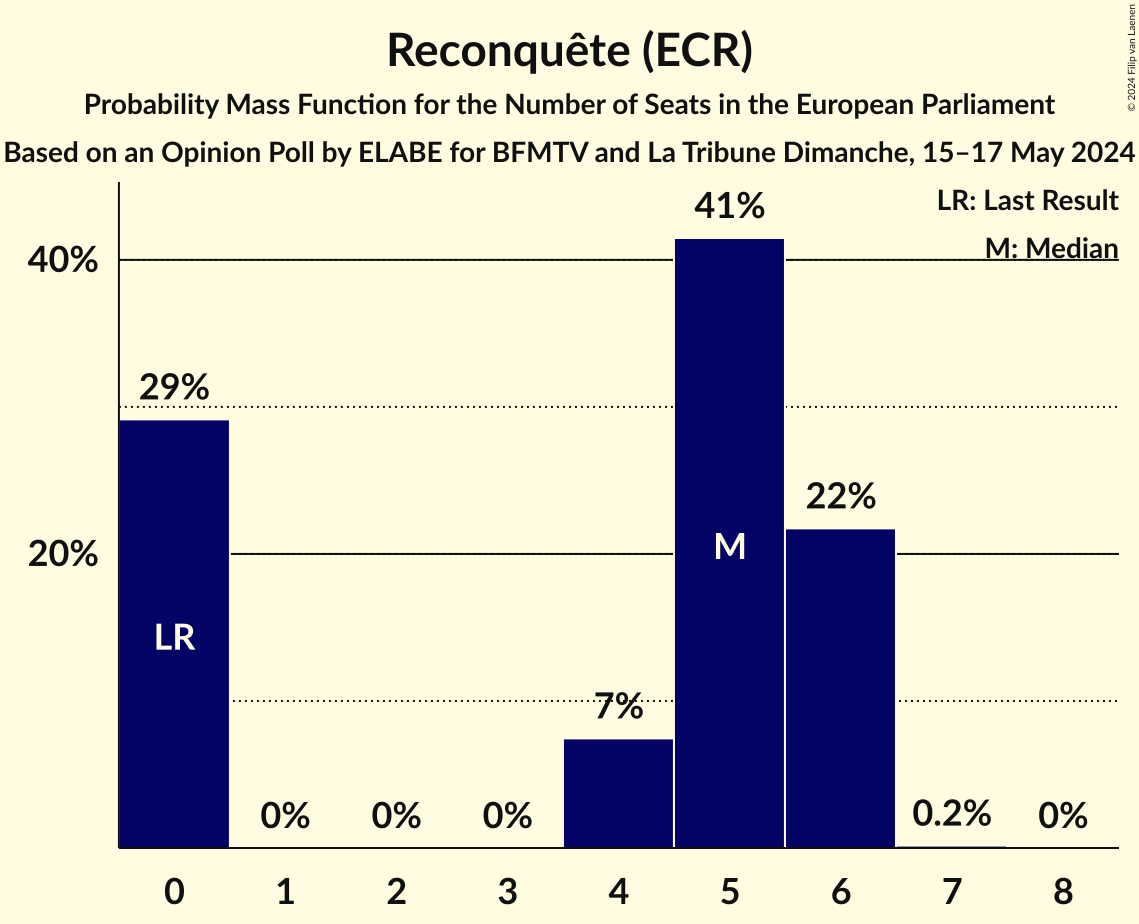 Reconquête (ECR)
Probability Mass Function for the Number of Seats in the European Parliament
Based on an Opinion Poll by ELABE for BFMTV and La Tribune Dimanche, 15–17 May 2024
© 2024 Filip van Laenen
LR: Last Result
M: Median
40%
20%
29%
0%
0%
0%
7%
41%
22%
0.2%
0%
LR
M
0 1 2 3 4 5 6 7 8